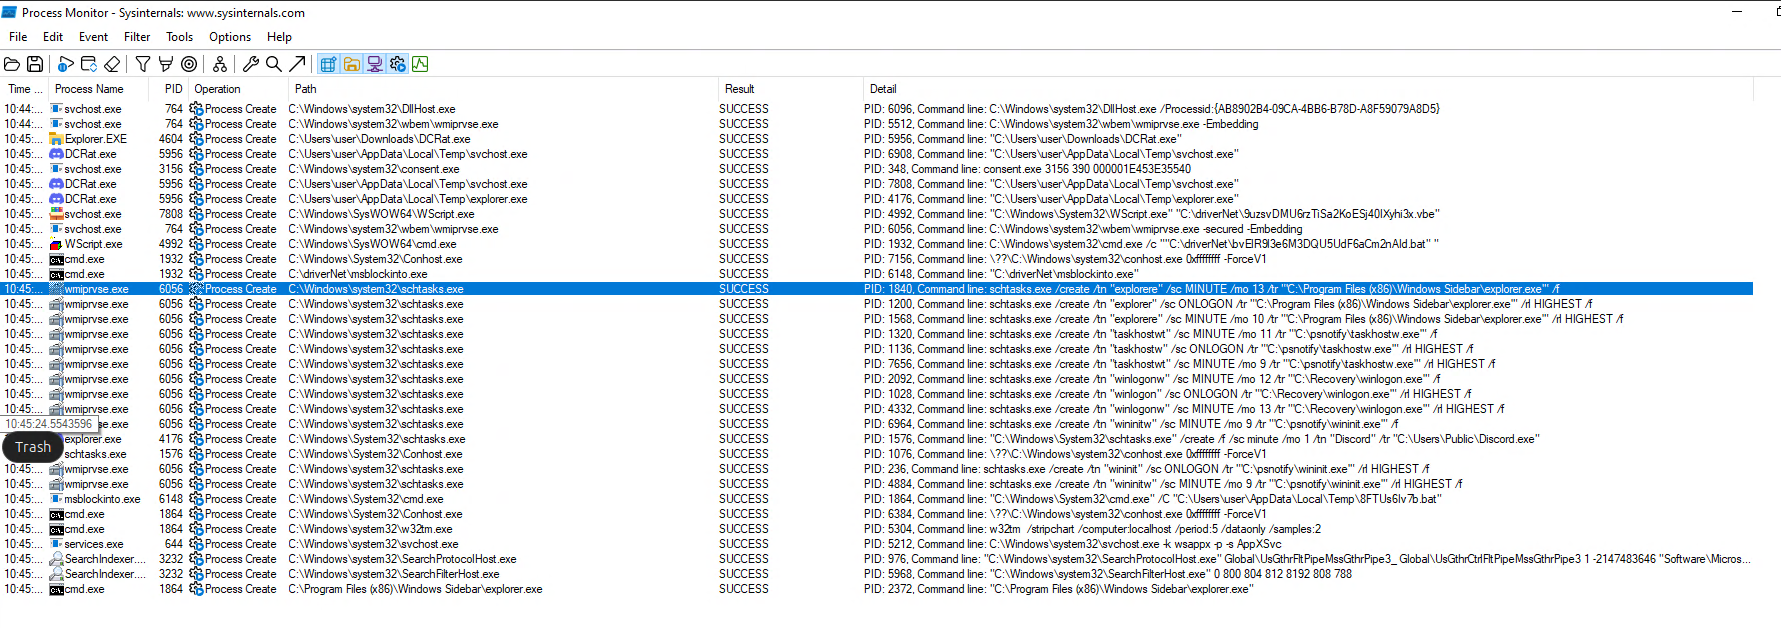 Process Monitor - Sysinternals: www.sysinternals.com
File Edit Event Filter Tools Options Help
Time ... Process Name PID Operation Path Result Detail
10:44:... svchost.exe 764 Process Create C:\Windows\system32\DllHost.exe SUCCESS PID: 6096, Command line: C:\Windows\system32\DllHost.exe /Processid:{AB8902B4-09CA-4BB6-B78D-A8F59079A8D5}
10:44:... svchost.exe 764 Process Create C:\Windows\system32\wbem\wmiprvse.exe SUCCESS PID: 5512, Command line: C:\Windows\system32\wbem\wmiprvse.exe -Embedding
10:45:... Explorer.EXE 4604 Process Create C:\Users\user\Downloads\DCRat.exe SUCCESS PID: 5956, Command line: "C:\Users\user\Downloads\DCRat.exe"
10:45:... DCRat.exe 5956 Process Create C:\Users\user\AppData\Local\Temp\svchost.exe SUCCESS PID: 6908, Command line: "C:\Users\user\AppData\Local\Temp\svchost.exe"
10:45:... svchost.exe 3156 Process Create C:\Windows\system32\consent.exe SUCCESS PID: 348, Command line: consent.exe 3156 390 000001E453E35540
10:45:... DCRat.exe 5956 Process Create C:\Users\user\AppData\Local\Temp\svchost.exe SUCCESS PID: 7808, Command line: "C:\Users\user\AppData\Local\Temp\svchost.exe"
10:45:... DCRat.exe 5956 Process Create C:\Users\user\AppData\Local\Temp\explorer.exe SUCCESS PID: 4176, Command line: "C:\Users\user\AppData\Local\Temp\explorer.exe"
10:45:... svchost.exe 7808 Process Create C:\Windows\SysWOW64\WScript.exe SUCCESS PID: 4992, Command line: "C:\Windows\System32\WScript.exe" "C:\driverNet\9uzsvDMU6rzTiSa2KoESj40IXyhi3x.vbe"
10:45:... svchost.exe 764 Process Create C:\Windows\system32\wbem\wmiprvse.exe SUCCESS PID: 6056, Command line: C:\Windows\system32\wbem\wmiprvse.exe -secured -Embedding
10:45:... WScript.exe 4992 Process Create C:\Windows\SysWOW64\cmd.exe SUCCESS PID: 1932, Command line: C:\Windows\system32\cmd.exe /c ""C:\driverNet\bvElR9I3e6M3DQU5UdF6aCm2nAld.bat" "
10:45:... cmd.exe 1932 Process Create C:\Windows\System32\Conhost.exe SUCCESS PID: 7156, Command line: \??\C:\Windows\system32\conhost.exe 0xffffffff -ForceV1
10:45:... cmd.exe 1932 Process Create C:\driverNet\msblockinto.exe SUCCESS PID: 6148, Command line: "C:\driverNet\msblockinto.exe"
10:45:... wmiprvse.exe 6056 Process Create C:\Windows\system32\schtasks.exe SUCCESS PID: 1840, Command line: schtasks.exe /create /tn "explorere" /sc MINUTE /mo 13 /tr "'C:\Program Files (x86)\Windows Sidebar\explorer.exe'" /f
10:45:... wmiprvse.exe 6056 Process Create C:\Windows\system32\schtasks.exe SUCCESS PID: 1200, Command line: schtasks.exe /create /tn "explorer" /sc ONLOGON /tr "'C:\Program Files (x86)\Windows Sidebar\explorer.exe'" /rl HIGHEST /f
10:45:... wmiprvse.exe 6056 Process Create C:\Windows\system32\schtasks.exe SUCCESS PID: 1568, Command line: schtasks.exe /create /tn "explorere" /sc MINUTE /mo 10 /tr "'C:\Program Files (x86)\Windows Sidebar\explorer.exe'" /rl HIGHEST /f
10:45:... wmiprvse.exe 6056 Process Create C:\Windows\system32\schtasks.exe SUCCESS PID: 1320, Command line: schtasks.exe /create /tn "taskhostwt" /sc MINUTE /mo 11 /tr "'C:\psnotify\taskhostw.exe'" /f
10:45:... wmiprvse.exe 6056 Process Create C:\Windows\system32\schtasks.exe SUCCESS PID: 1136, Command line: schtasks.exe /create /tn "taskhostw" /sc ONLOGON /tr "'C:\psnotify\taskhostw.exe'" /rl HIGHEST /f
10:45:... wmiprvse.exe 6056 Process Create C:\Windows\system32\schtasks.exe SUCCESS PID: 7656, Command line: schtasks.exe /create /tn "taskhostwt" /sc MINUTE /mo 9 /tr "'C:\psnotify\taskhostw.exe'" /rl HIGHEST /f
10:45:... wmiprvse.exe 6056 Process Create C:\Windows\system32\schtasks.exe SUCCESS PID: 2092, Command line: schtasks.exe /create /tn "winlogonw" /sc MINUTE /mo 12 /tr "'C:\Recovery\winlogon.exe'" /f
10:45:... wmiprvse.exe 6056 Process Create C:\Windows\system32\schtasks.exe SUCCESS PID: 1028, Command line: schtasks.exe /create /tn "winlogon" /sc ONLOGON /tr "'C:\Recovery\winlogon.exe'" /rl HIGHEST /f
10:45:... wmiprvse.exe 6056 Process Create C:\Windows\system32\schtasks.exe SUCCESS PID: 4332, Command line: schtasks.exe /create /tn "winlogonw" /sc MINUTE /mo 13 /tr "'C:\Recovery\winlogon.exe'" /rl HIGHEST /f
10:45:24.5543596 wmiprvse.exe 6056 Process Create C:\Windows\system32\schtasks.exe SUCCESS PID: 6964, Command line: schtasks.exe /create /tn "wininitw" /sc MINUTE /mo 9 /tr "'C:\psnotify\wininit.exe'" /f
explorer.exe 4176 Process Create C:\Windows\System32\schtasks.exe SUCCESS PID: 1576, Command line: "C:\Windows\System32\schtasks.exe" /create /f /sc minute /mo 1 /tn "Discord" /tr "C:\Users\Public\Discord.exe"
Trash schtasks.exe 1576 Process Create C:\Windows\System32\Conhost.exe SUCCESS PID: 1076, Command line: \??\C:\Windows\system32\conhost.exe 0xffffffff -ForceV1
10:45:... wmiprvse.exe 6056 Process Create C:\Windows\system32\schtasks.exe SUCCESS PID: 236, Command line: schtasks.exe /create /tn "wininit" /sc ONLOGON /tr "'C:\psnotify\wininit.exe'" /rl HIGHEST /f
10:45:... wmiprvse.exe 6056 Process Create C:\Windows\system32\schtasks.exe SUCCESS PID: 4884, Command line: schtasks.exe /create /tn "wininitw" /sc MINUTE /mo 9 /tr "'C:\psnotify\wininit.exe'" /rl HIGHEST /f
10:45:... msblockinto.exe 6148 Process Create C:\Windows\System32\cmd.exe SUCCESS PID: 1864, Command line: "C:\Windows\System32\cmd.exe" /C "C:\Users\user\AppData\Local\Temp\8FTUs6Iv7b.bat"
10:45:... cmd.exe 1864 Process Create C:\Windows\System32\Conhost.exe SUCCESS PID: 6384, Command line: \??\C:\Windows\system32\conhost.exe 0xffffffff -ForceV1
10:45:... cmd.exe 1864 Process Create C:\Windows\system32\w32tm.exe SUCCESS PID: 5304, Command line: w32tm /stripchart /computer:localhost /period:5 /dataonly /samples:2
10:45:... services.exe 644 Process Create C:\Windows\system32\svchost.exe SUCCESS PID: 5212, Command line: C:\Windows\system32\svchost.exe -k wsappx -p -s AppXSvc
10:45:... SearchIndexer.... 3232 Process Create C:\Windows\system32\SearchProtocolHost.exe SUCCESS PID: 976, Command line: "C:\Windows\system32\SearchProtocolHost.exe" Global\UsGthrFltPipeMssGthrPipe3_ Global\UsGthrCtrlFltPipeMssGthrPipe3 1 -2147483646 "Software\Micros...
10:45:... SearchIndexer.... 3232 Process Create C:\Windows\system32\SearchFilterHost.exe SUCCESS PID: 5968, Command line: "C:\Windows\system32\SearchFilterHost.exe" 0 800 804 812 8192 808 788
10:45:... cmd.exe 1864 Process Create C:\Program Files (x86)\Windows Sidebar\explorer.exe SUCCESS PID: 2372, Command line: "C:\Program Files (x86)\Windows Sidebar\explorer.exe"